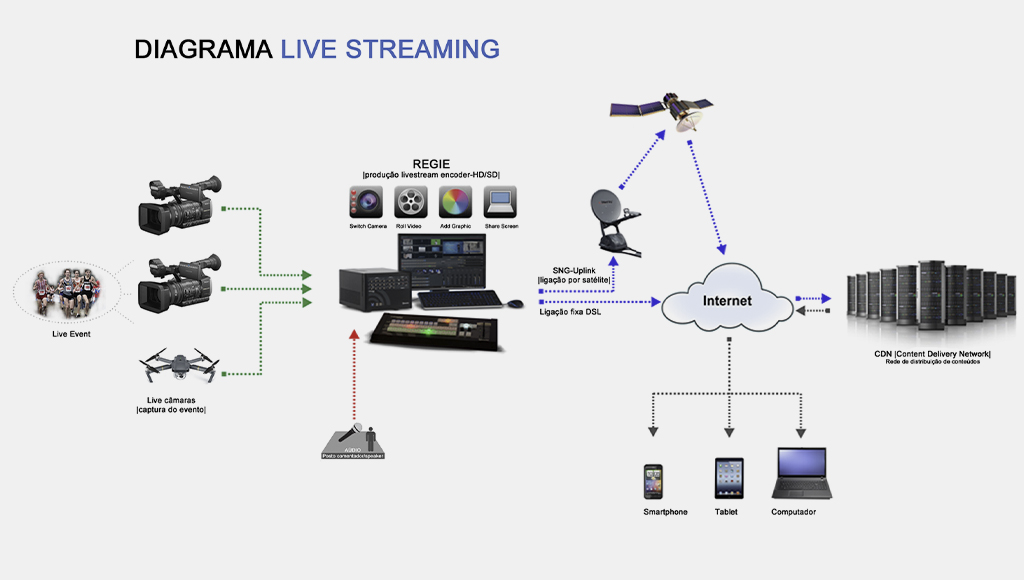 DIAGRAMA LIVE STREAMING
REGIE
|produção livestream encoder-HD/SD|
Switch Camera
Roll Video
Add Graphic
Share Screen
Live Event
Live câmaras
|captura do evento|
AUDIO
Posto comentador/speaker
SNG-Uplink
|ligação por satélite|
Ligação fixa DSL
Internet
CDN |Content Delivery Network|
Rede de distribuição de conteúdos
Smartphone
Tablet
Computador